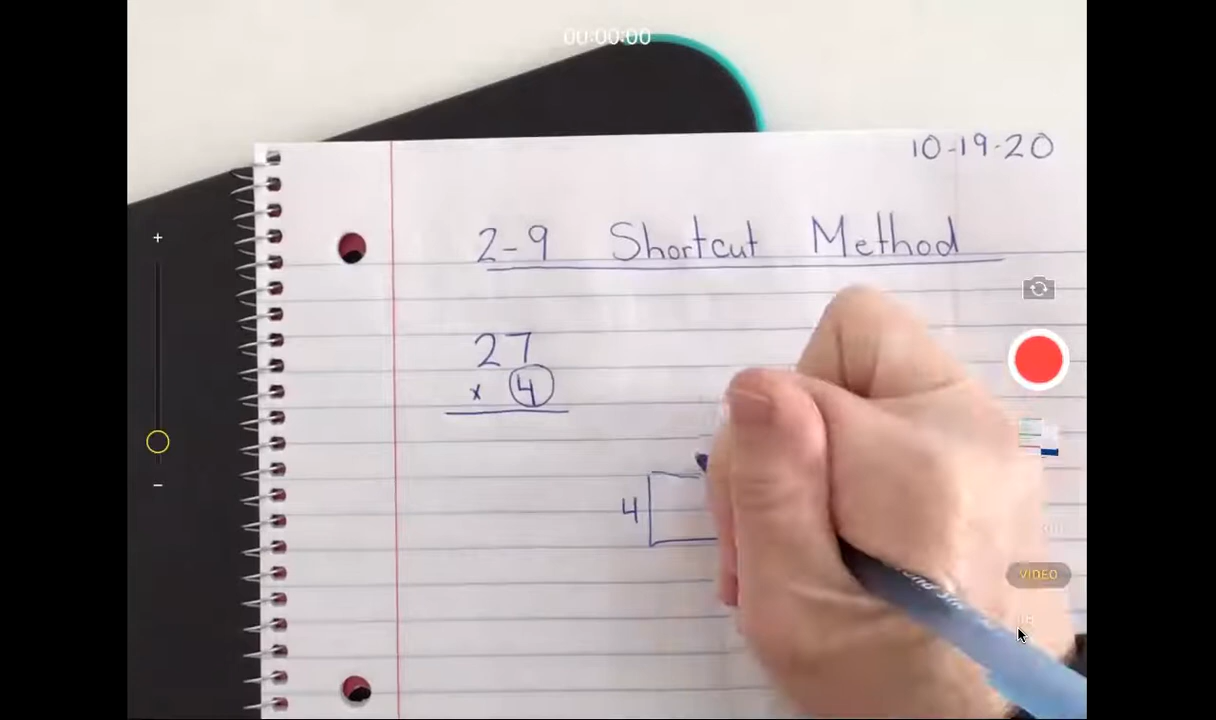 00:00:00
10-19-20
2-9 Shortcut Method
27
x 4
4
VIDEO